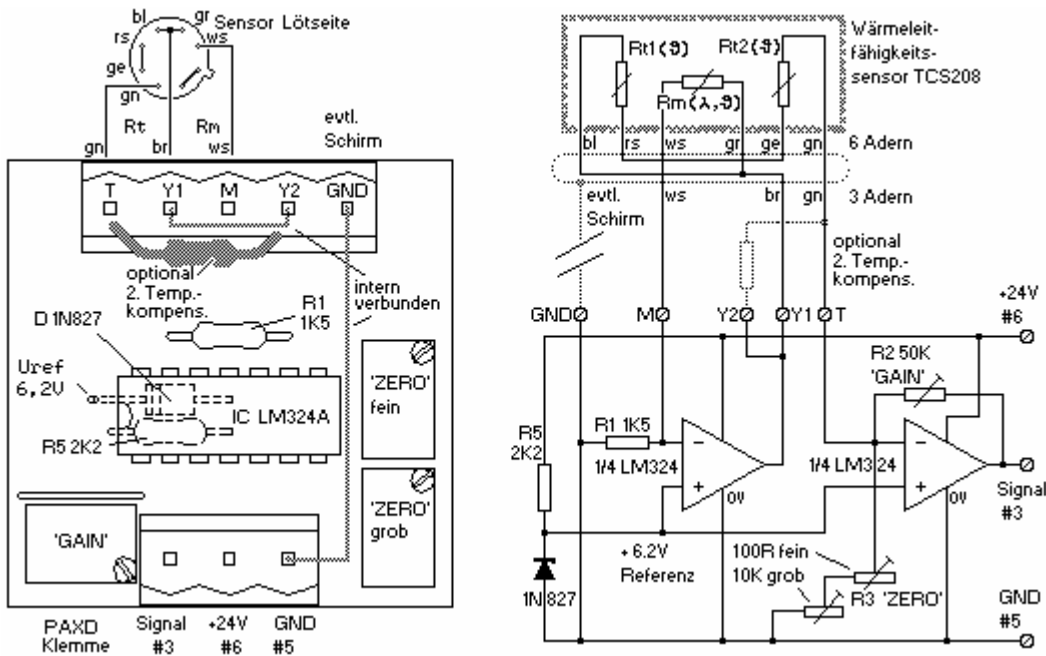 bl
gr
Sensor Lötseite
rs
ws
ge
gn
Rt
Rm
gn
br
ws
evtl.
Schirm
T
Y1
M
Y2
GND
optional
2. Temp.-
kompens.
intern
verbunden
R1
1K5
D 1N827
Uref
6,2V
IC LM324A
R5 2K2
'ZERO'
fein
'ZERO'
grob
'GAIN'
PAXD
Klemme
Signal
#3
+24V
#6
GND
#5
Rt1(ϑ)
Rt2(ϑ)
Rm(λ,ϑ)
Wärmeleit-
fähigkeits-
sensor TCS208
bl
rs
ws
gr
ge
gn
6 Adern
evtl.
Schirm
ws
br
gn
3 Adern
optional
2. Temp.-
kompens.
GND
M
Y2
Y1
T
+24V
#6
R2 50K
'GAIN'
R5
2K2
R1 1K5
1/4 LM324
0V
1/4 LM324
0V
Signal
#3
+ 6.2V
Referenz
1N827
100R fein
10K grob
R3 'ZERO'
GND
#5